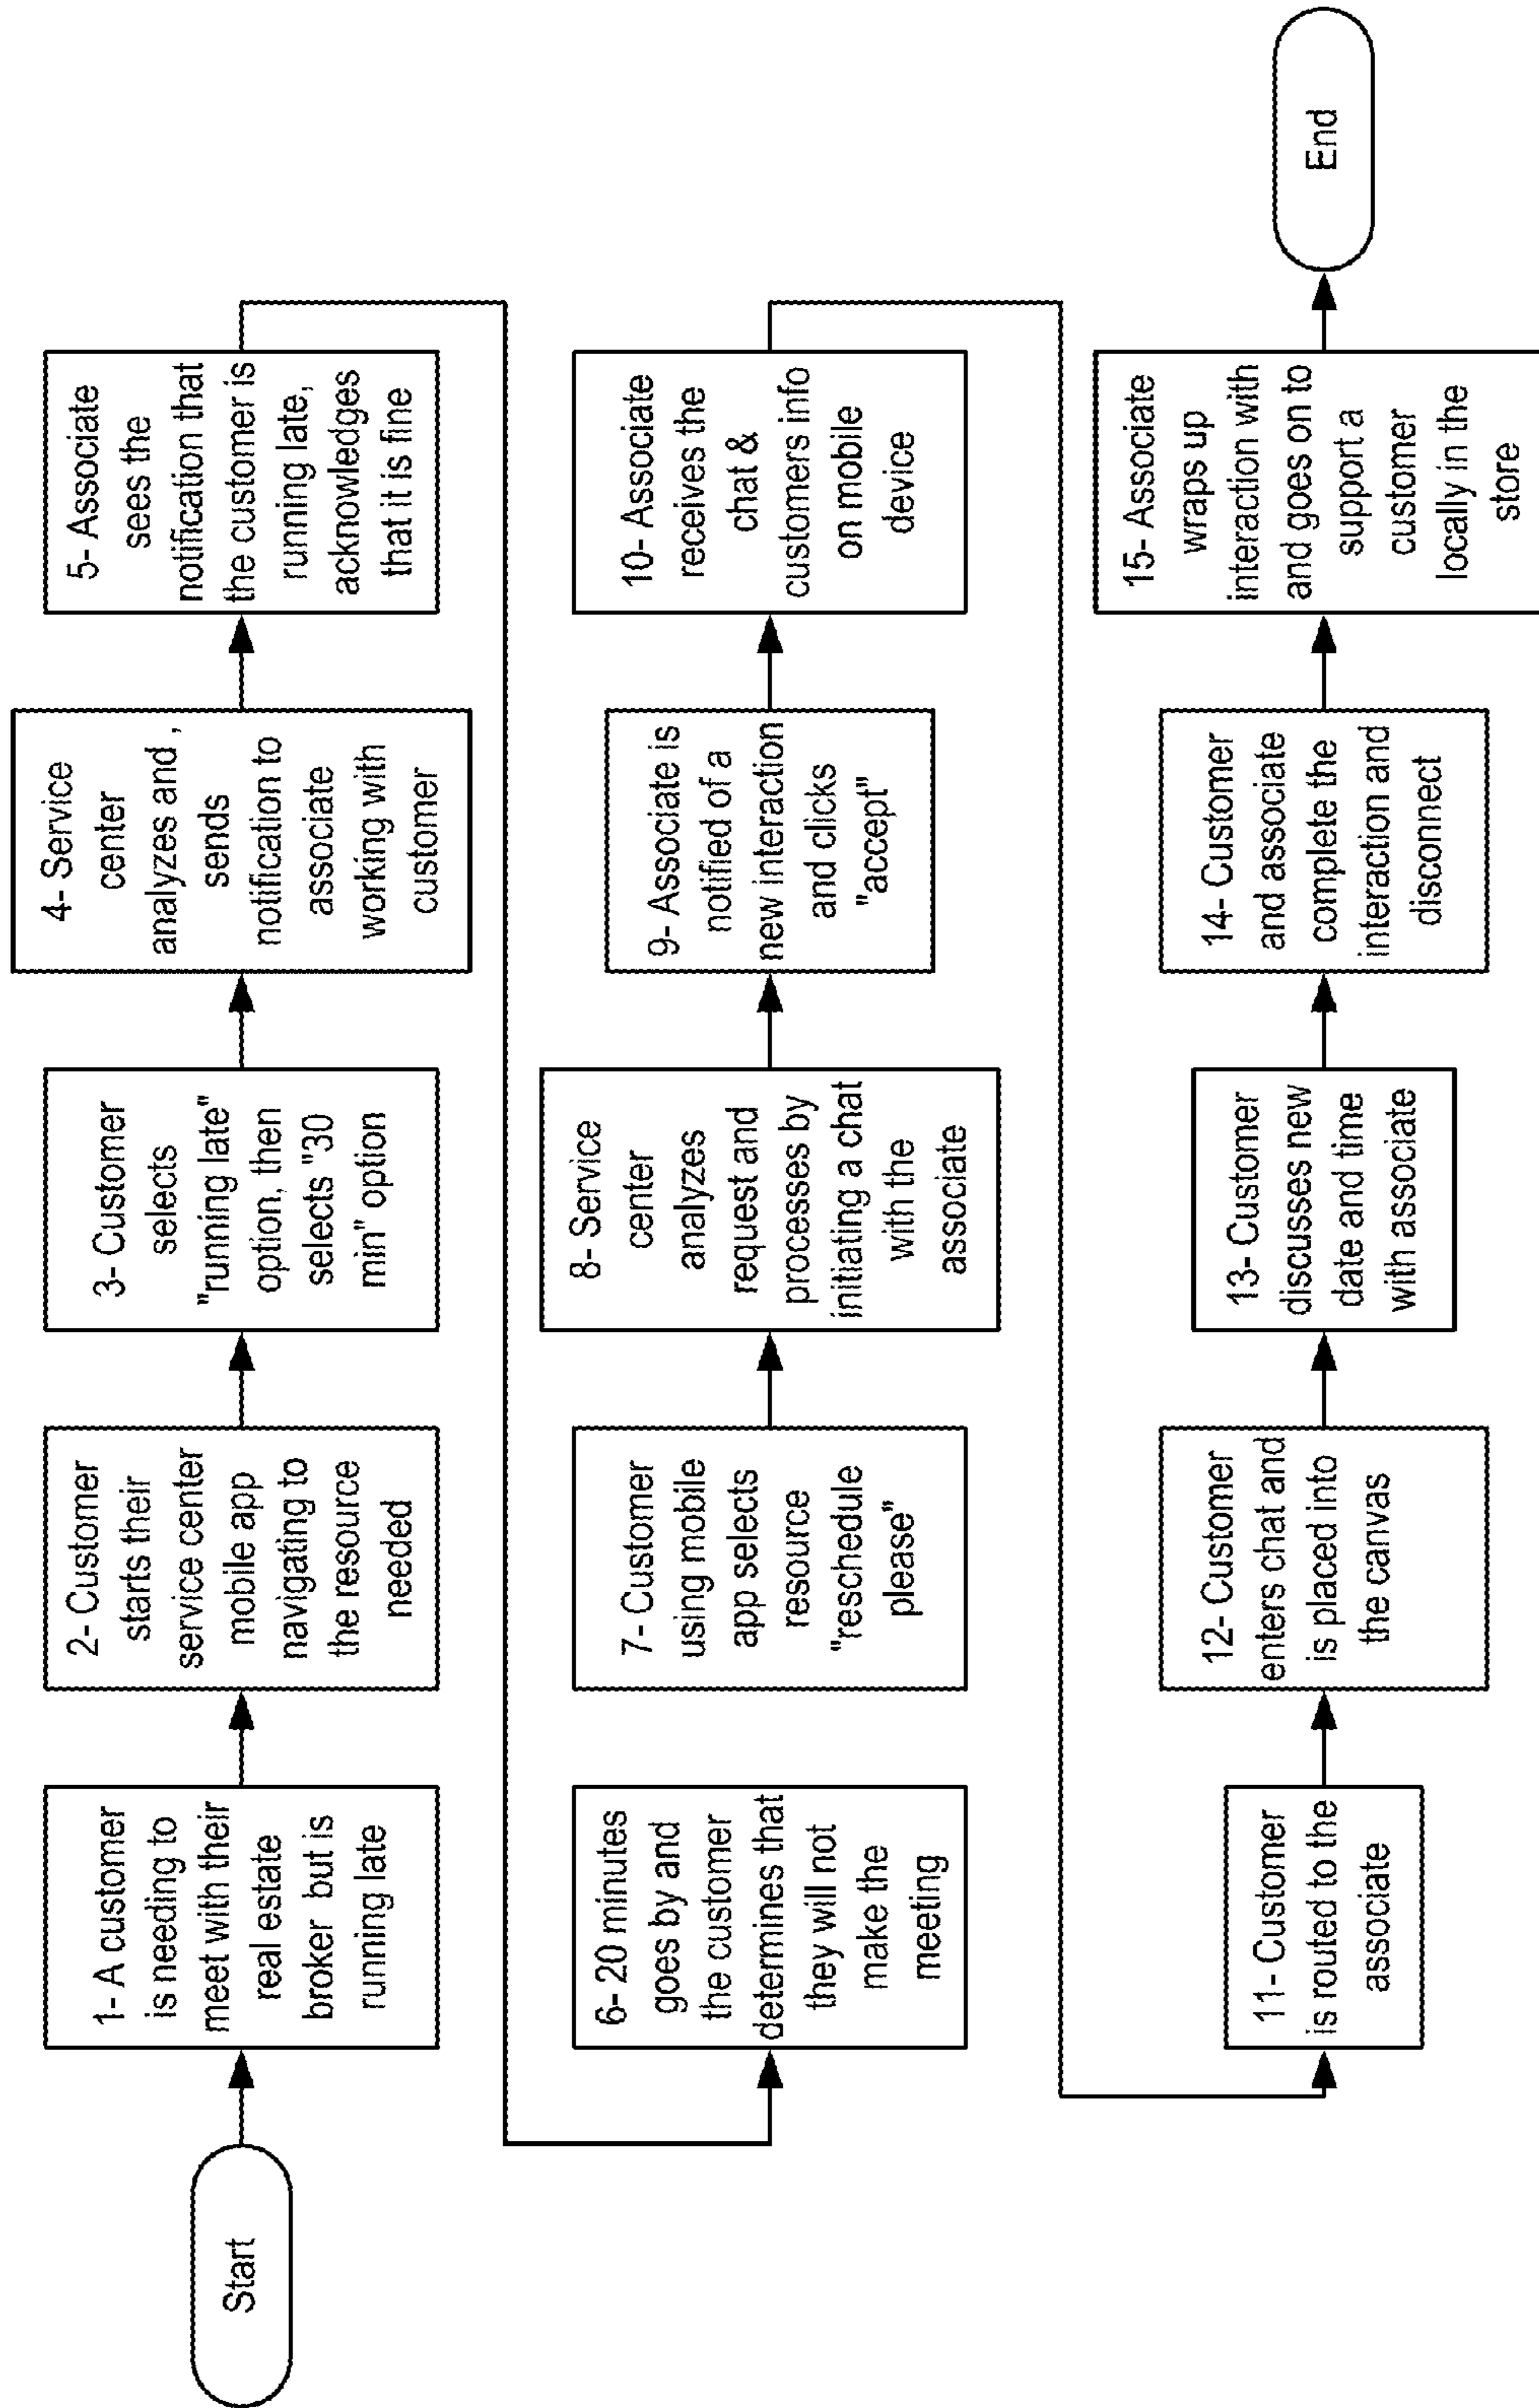 Start
1- A customer
is needing to
meet with their
real estate
broker but is
running late
2- Customer
starts their
service center
mobile app
navigating to
the resource
needed
3- Customer
selects
"running late"
option, then
selects "30
min" option
4- Service
center
analyzes and ,
sends
notification to
associate
working with
customer
5- Associate
sees the
notification that
the customer is
running late,
acknowledges
that it is fine
6- 20 minutes
goes by and
the customer
determines that
they will not
make the
meeting
7- Customer
using mobile
app selects
resource
"reschedule
please"
8- Service
center
analyzes
request and
processes by
initiating a chat
with the
associate
9- Associate is
notified of a
new interaction
and clicks
"accept"
10- Associate
receives the
chat &
customers info
on mobile
device
11- Customer
is routed to the
associate
12- Customer
enters chat and
is placed into
the canvas
13- Customer
discusses new
date and time
with associate
14- Customer
and associate
complete the
interaction and
disconnect
15- Associate
wraps up
interaction with
and goes on to
support a
customer
locally in the
store
End